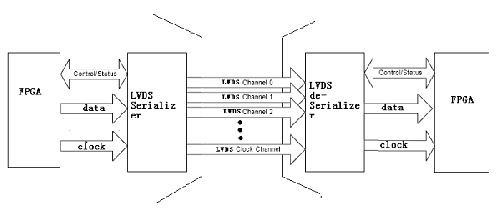 FPGA
Control/Status
data
clock
LVDS
Serializ
er
LVDS Channel 0
LVDS Channel 1
LVDS Channel 2
LVDS Clock Channel
LVDS
de-
Serialize
r
Control/Status
data
clock
FPGA